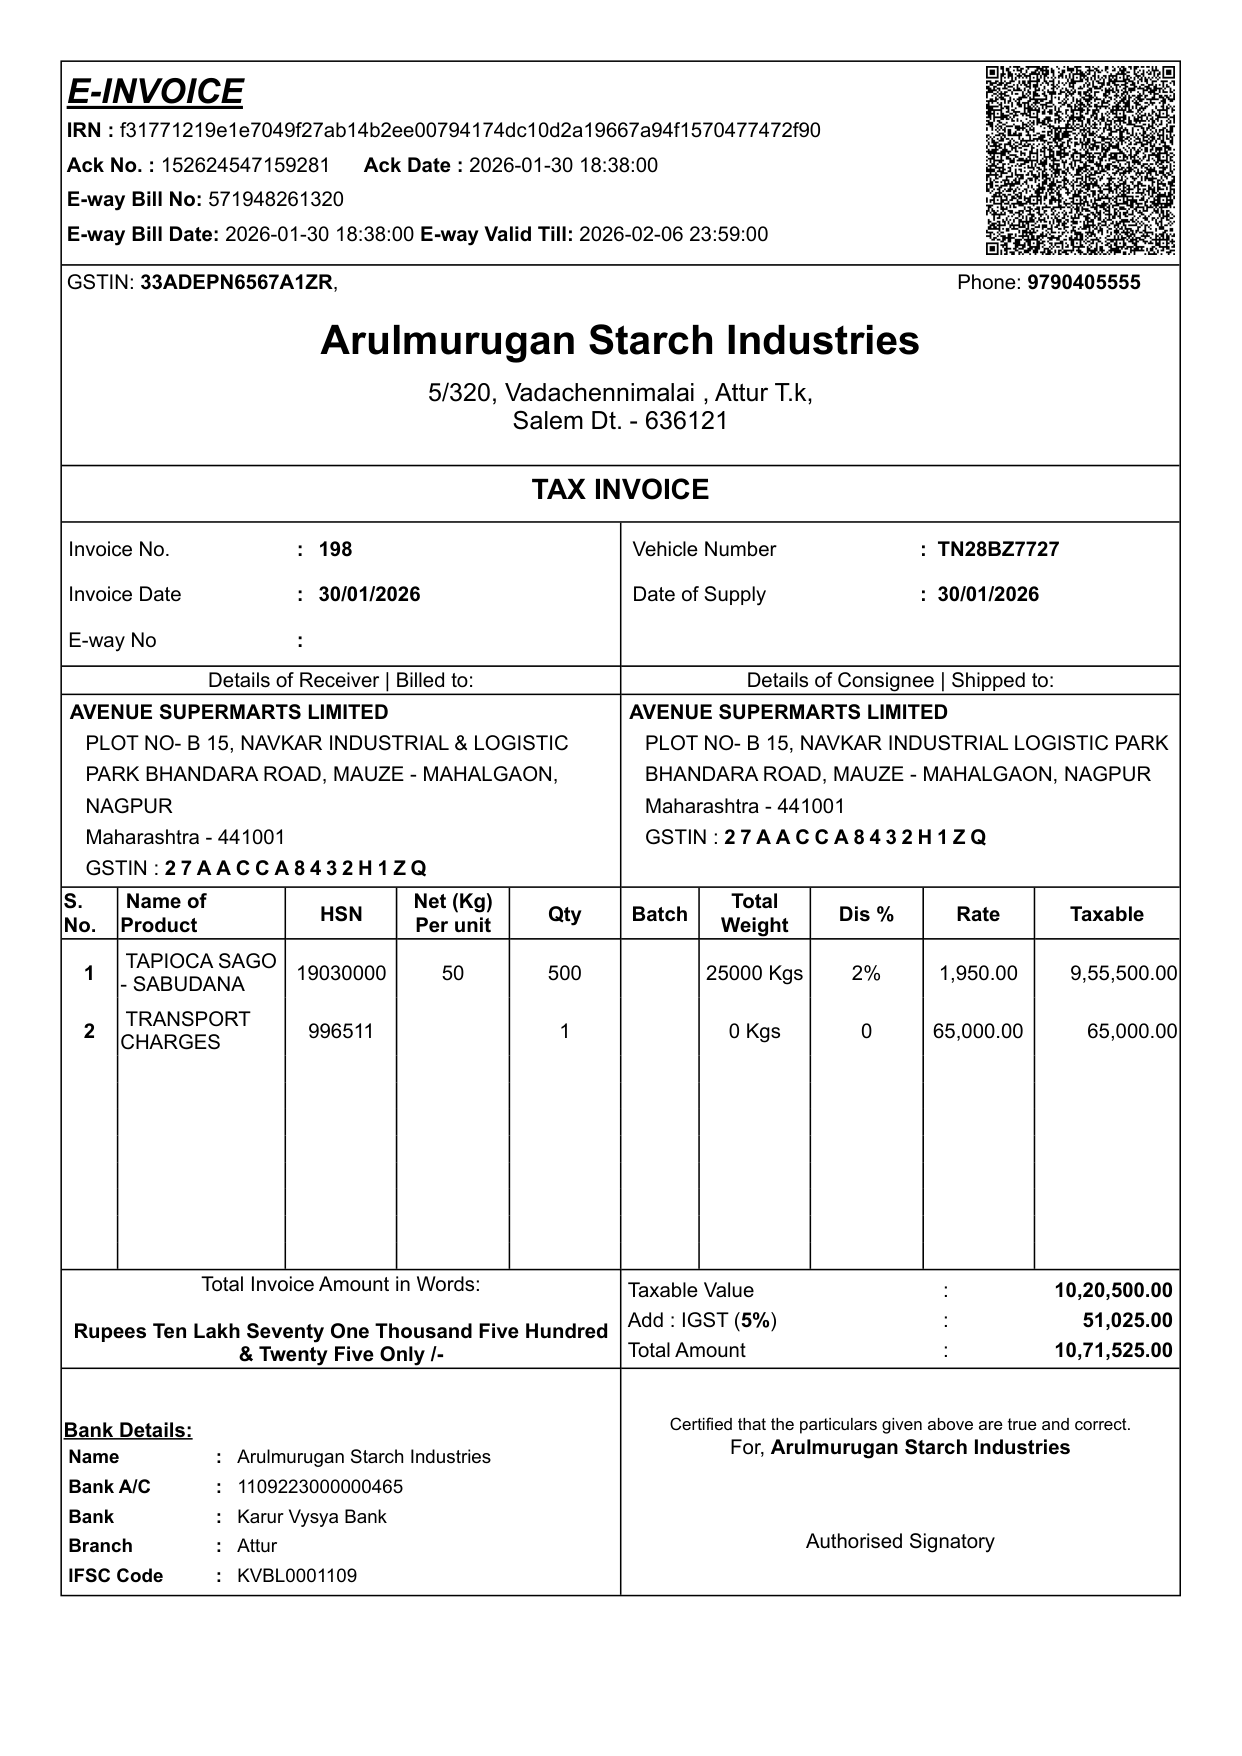 E-INVOICE
IRN : f31771219e1e7049f27ab14b2ee00794174dc10d2a19667a94f1570477472f90
Ack No. : 152624547159281 Ack Date : 2026-01-30 18:38:00
E-way Bill No: 571948261320
E-way Bill Date: 2026-01-30 18:38:00 E-way Valid Till: 2026-02-06 23:59:00
GSTIN: 33ADEPN6567A1ZR, Phone: 9790405555
Arulmurugan Starch Industries
5/320, Vadachennimalai , Attur T.k,
Salem Dt. - 636121
TAX INVOICE
Invoice No. : 198 Vehicle Number : TN28BZ7727
Invoice Date : 30/01/2026 Date of Supply : 30/01/2026
E-way No :
Details of Receiver | Billed to: Details of Consignee | Shipped to:
AVENUE SUPERMARTS LIMITED
PLOT NO- B 15, NAVKAR INDUSTRIAL & LOGISTIC
PARK BHANDARA ROAD, MAUZE - MAHALGAON,
NAGPUR
Maharashtra - 441001
GSTIN : 2 7 A A C C A 8 4 3 2 H 1 Z Q
AVENUE SUPERMARTS LIMITED
PLOT NO- B 15, NAVKAR INDUSTRIAL LOGISTIC PARK
BHANDARA ROAD, MAUZE - MAHALGAON, NAGPUR
Maharashtra - 441001
GSTIN : 2 7 A A C C A 8 4 3 2 H 1 Z Q
S. No. Name of Product HSN Net (Kg) Per unit Qty Batch Total Weight Dis % Rate Taxable
1 TAPIOCA SAGO - SABUDANA 19030000 50 500 25000 Kgs 2% 1,950.00 9,55,500.00
2 TRANSPORT CHARGES 996511 1 0 Kgs 0 65,000.00 65,000.00
Total Invoice Amount in Words:
Rupees Ten Lakh Seventy One Thousand Five Hundred
& Twenty Five Only /-
Taxable Value : 10,20,500.00
Add : IGST (5%) : 51,025.00
Total Amount : 10,71,525.00
Bank Details:
Name : Arulmurugan Starch Industries
Bank A/C : 1109223000000465
Bank : Karur Vysya Bank
Branch : Attur
IFSC Code : KVBL0001109
Certified that the particulars given above are true and correct.
For, Arulmurugan Starch Industries
Authorised Signatory